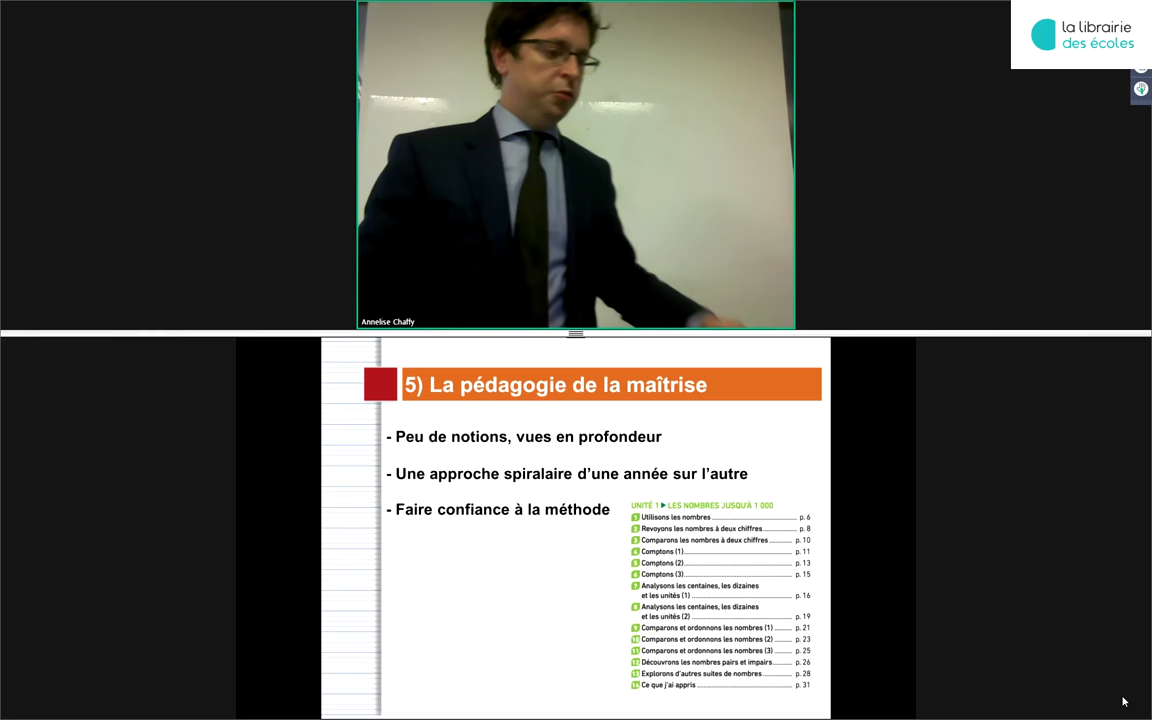 la librairie
des écoles
Annelise Chaffy
5) La pédagogie de la maîtrise
- Peu de notions, vues en profondeur
- Une approche spiralaire d’une année sur l’autre
- Faire confiance à la méthode
UNITÉ 1 ▶ LES NOMBRES JUSQU'À 1 000
1 Utilisons les nombres ........ p. 6
2 Revoyons les nombres à deux chiffres ........ p. 8
3 Comparons les nombres à deux chiffres ........ p. 10
4 Comptons (1) ........ p. 11
5 Comptons (2) ........ p. 13
6 Comptons (3) ........ p. 15
7 Analysons les centaines, les dizaines
et les unités (1) ........ p. 16
8 Analysons les centaines, les dizaines
et les unités (2) ........ p. 19
9 Comparons et ordonnons les nombres (1) ........ p. 21
10 Comparons et ordonnons les nombres (2) ........ p. 23
11 Comparons et ordonnons les nombres (3) ........ p. 25
12 Découvrons les nombres pairs et impairs ........ p. 26
13 Explorons d'autres suites de nombres ........ p. 28
14 Ce que j'ai appris ........ p. 31